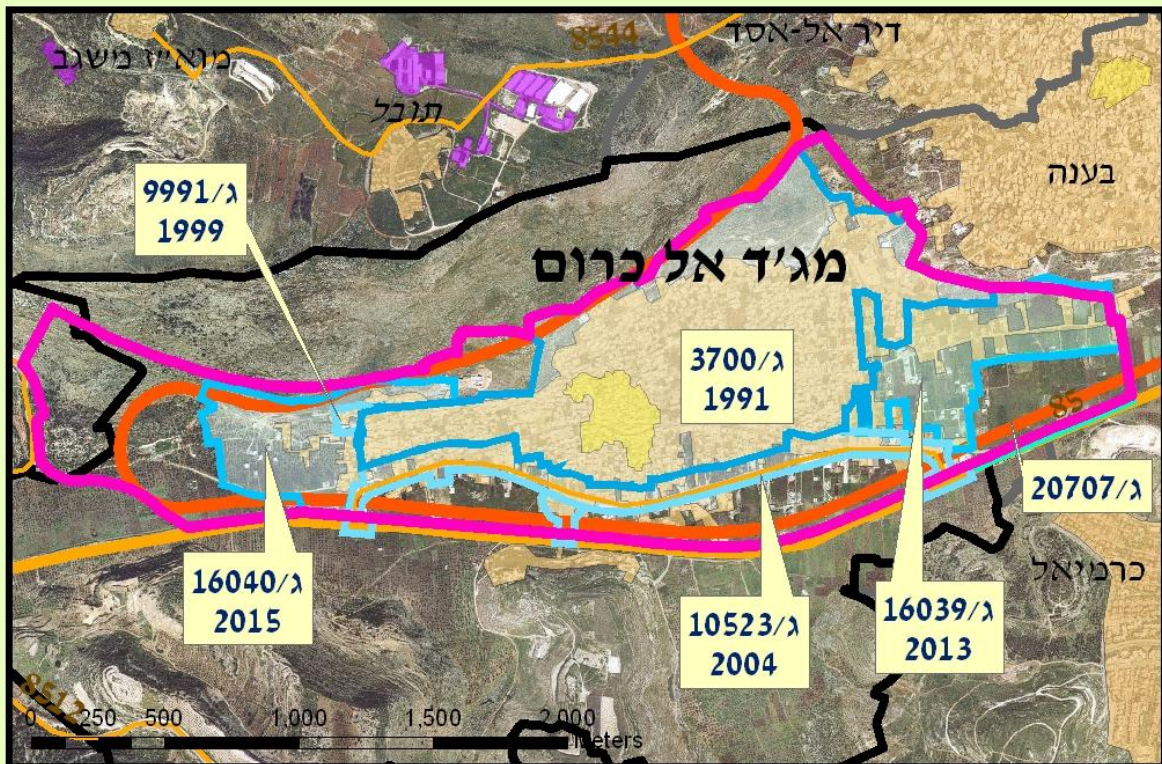 דיר אל-אסד
8544
מוא"ז משגב
תובל
בענה
ג/9991
1999
מג'ד אל כרום
ג/3700
1991
85
ג/20707
כרמיאל
ג/16040
2015
ג/10523
2004
ג/16039
2013
8512
0 250 500 1,000 1,500 2,000
Meters